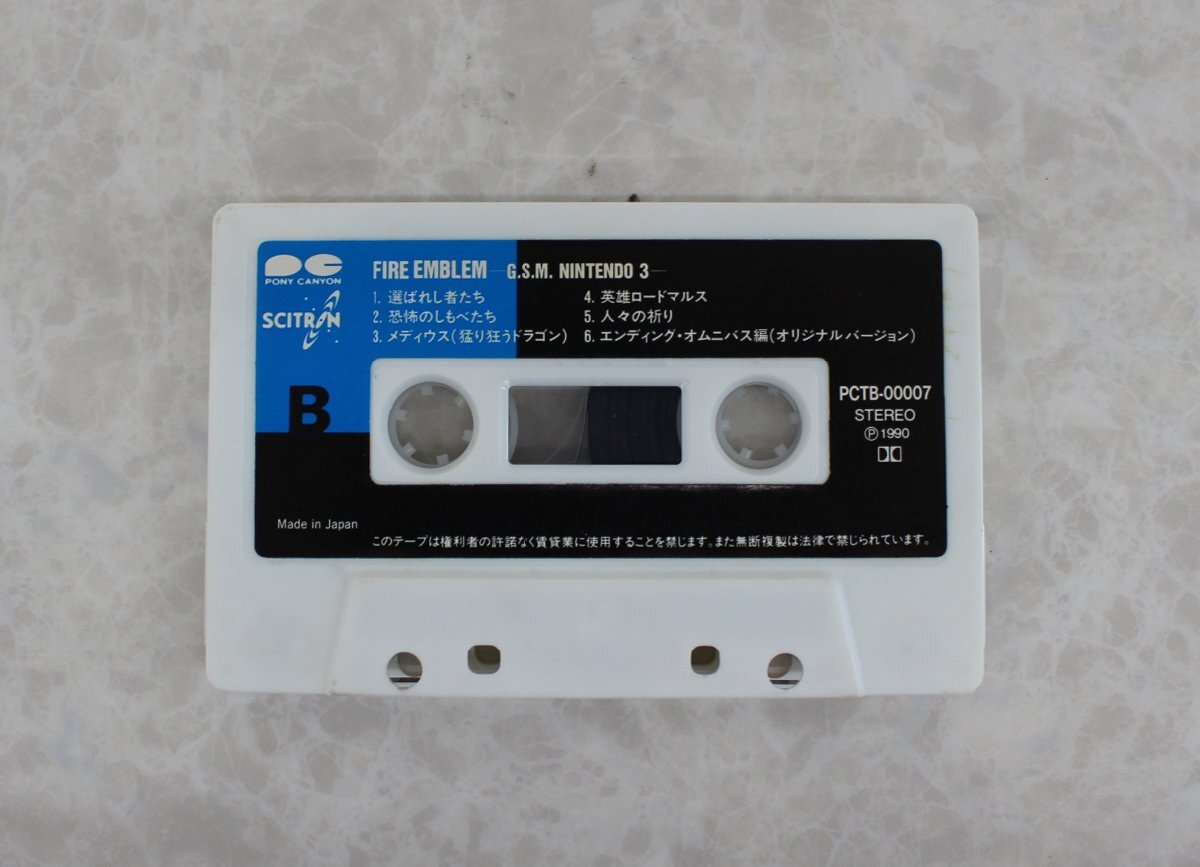 PONY CANYON
SCITRON
FIRE EMBLEM—G.S.M. NINTENDO 3—
1. 選ばれし者たち
2. 恐怖のしもべたち
3. メディウス(猛り狂うドラゴン)
4. 英雄ロードマルス
5. 人々の祈り
6. エンディング・オムニバス編(オリジナルバージョン)
B
PCTB-00007
STEREO
Ⓟ1990
Made in Japan
このテープは権利者の許諾なく賃貸業に使用することを禁じます。また無断複製は法律で禁じられています。